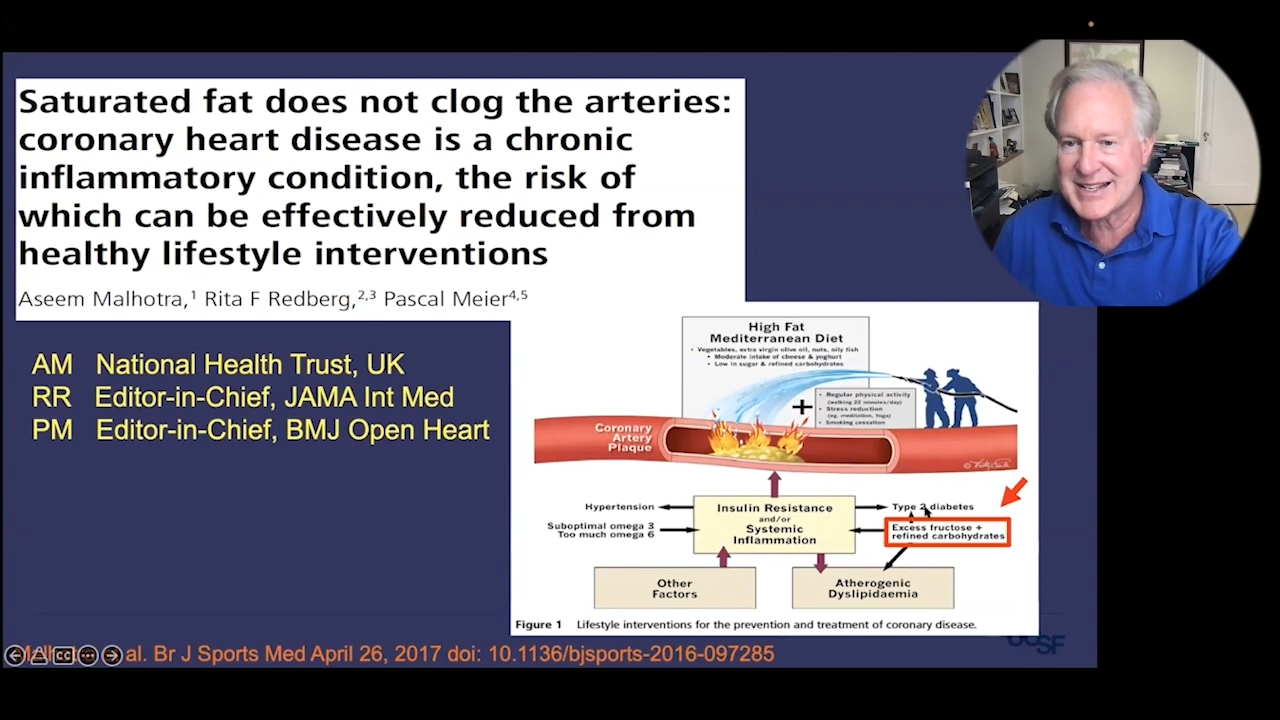 Saturated fat does not clog the arteries:
coronary heart disease is a chronic
inflammatory condition, the risk of
which can be effectively reduced from
healthy lifestyle interventions
Aseem Malhotra,1 Rita F Redberg,2,3 Pascal Meier4,5
AM National Health Trust, UK
RR Editor-in-Chief, JAMA Int Med
PM Editor-in-Chief, BMJ Open Heart
High Fat
Mediterranean Diet
• Vegetables, extra virgin olive oil, nuts, oily fish
• Moderate intake of cheese & yoghurt
• Low in sugar & refined carbohydrates
+
• Regular physical activity
(walking 22 minutes/day)
• Stress reduction
(eg. meditation, Yoga)
• Smoking cessation
Coronary
Artery
Plaque
Hypertension
Suboptimal omega 3
Too much omega 6
Insulin Resistance
and/or
Systemic
Inflammation
Type 2 diabetes
Excess fructose +
refined carbohydrates
Other
Factors
Atherogenic
Dyslipidaemia
Figure 1 Lifestyle interventions for the prevention and treatment of coronary disease.
al. Br J Sports Med April 26, 2017 doi: 10.1136/bjsports-2016-097285